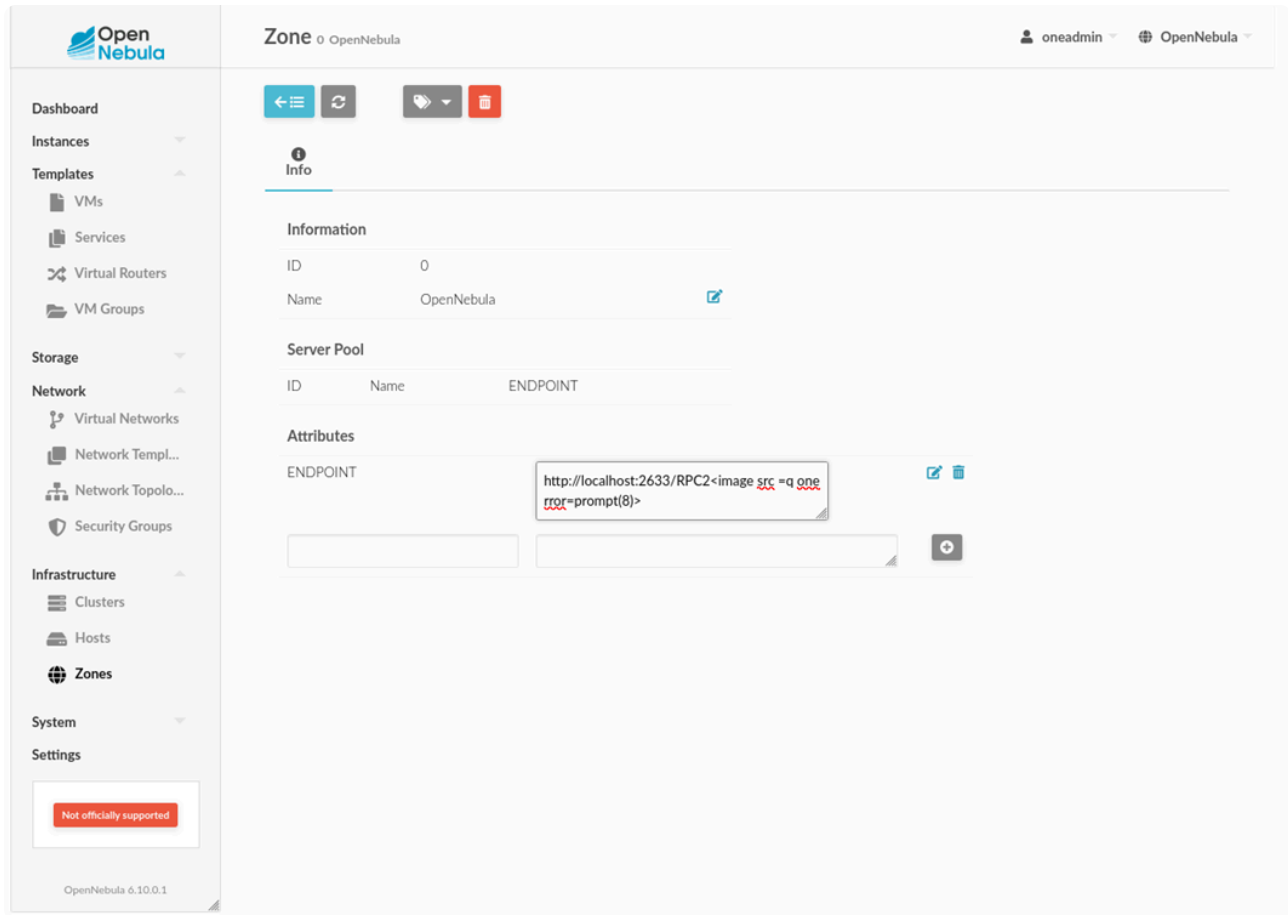 Open
Nebula
Zone 0 OpenNebula
oneadmin
OpenNebula
Dashboard
Instances
Templates
VMs
Services
Virtual Routers
VM Groups
Storage
Network
Virtual Networks
Network Templ...
Network Topolo...
Security Groups
Infrastructure
Clusters
Hosts
Zones
System
Settings
Not officially supported
OpenNebula 6.10.0.1
Info
Information
ID 0
Name OpenNebula
Server Pool
ID Name ENDPOINT
Attributes
ENDPOINT
http://localhost:2633/RPC2<image src =q one
rror=prompt(8)>